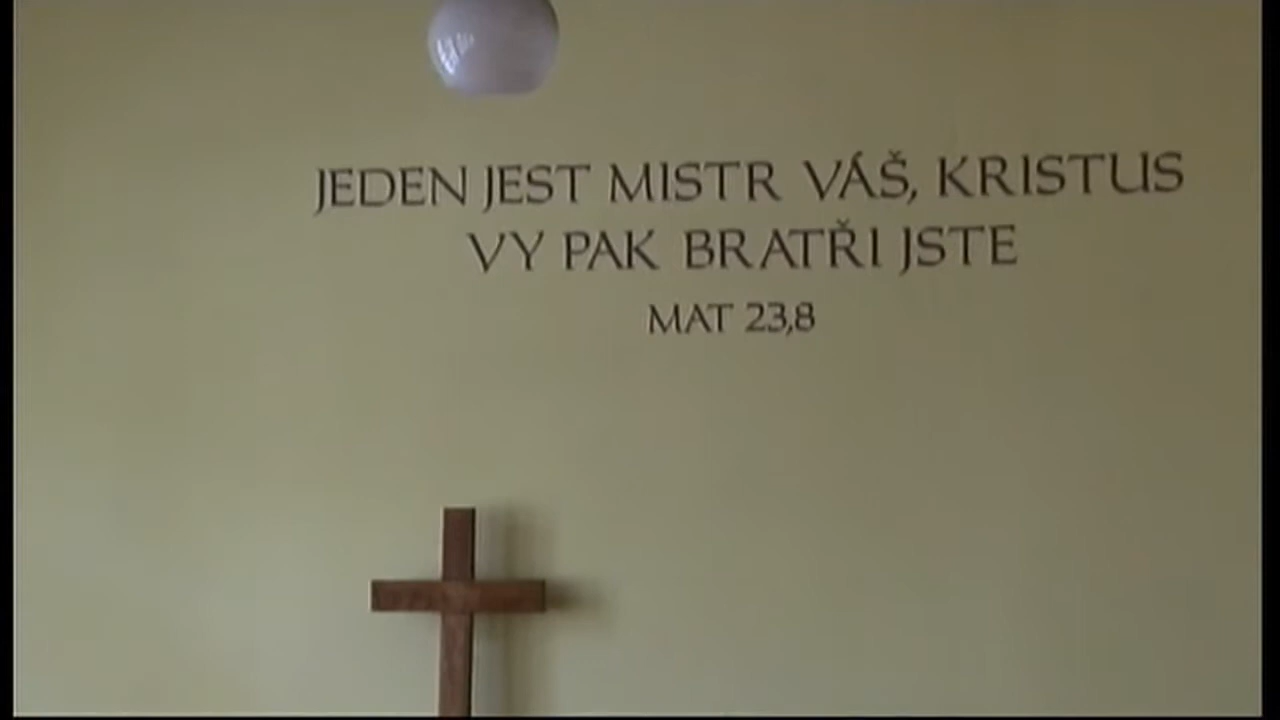 JEDEN JEST MISTR VÁŠ, KRISTUS
VY PAK BRATŘI JSTE
MAT 23,8